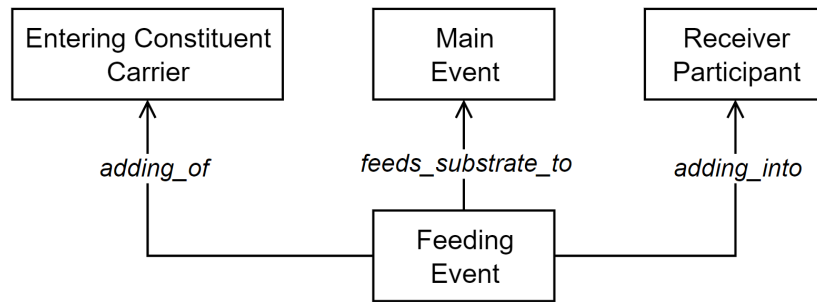 Entering Constituent
Carrier
Main
Event
Receiver
Participant
adding_of
feeds_substrate_to
adding_into
Feeding
Event